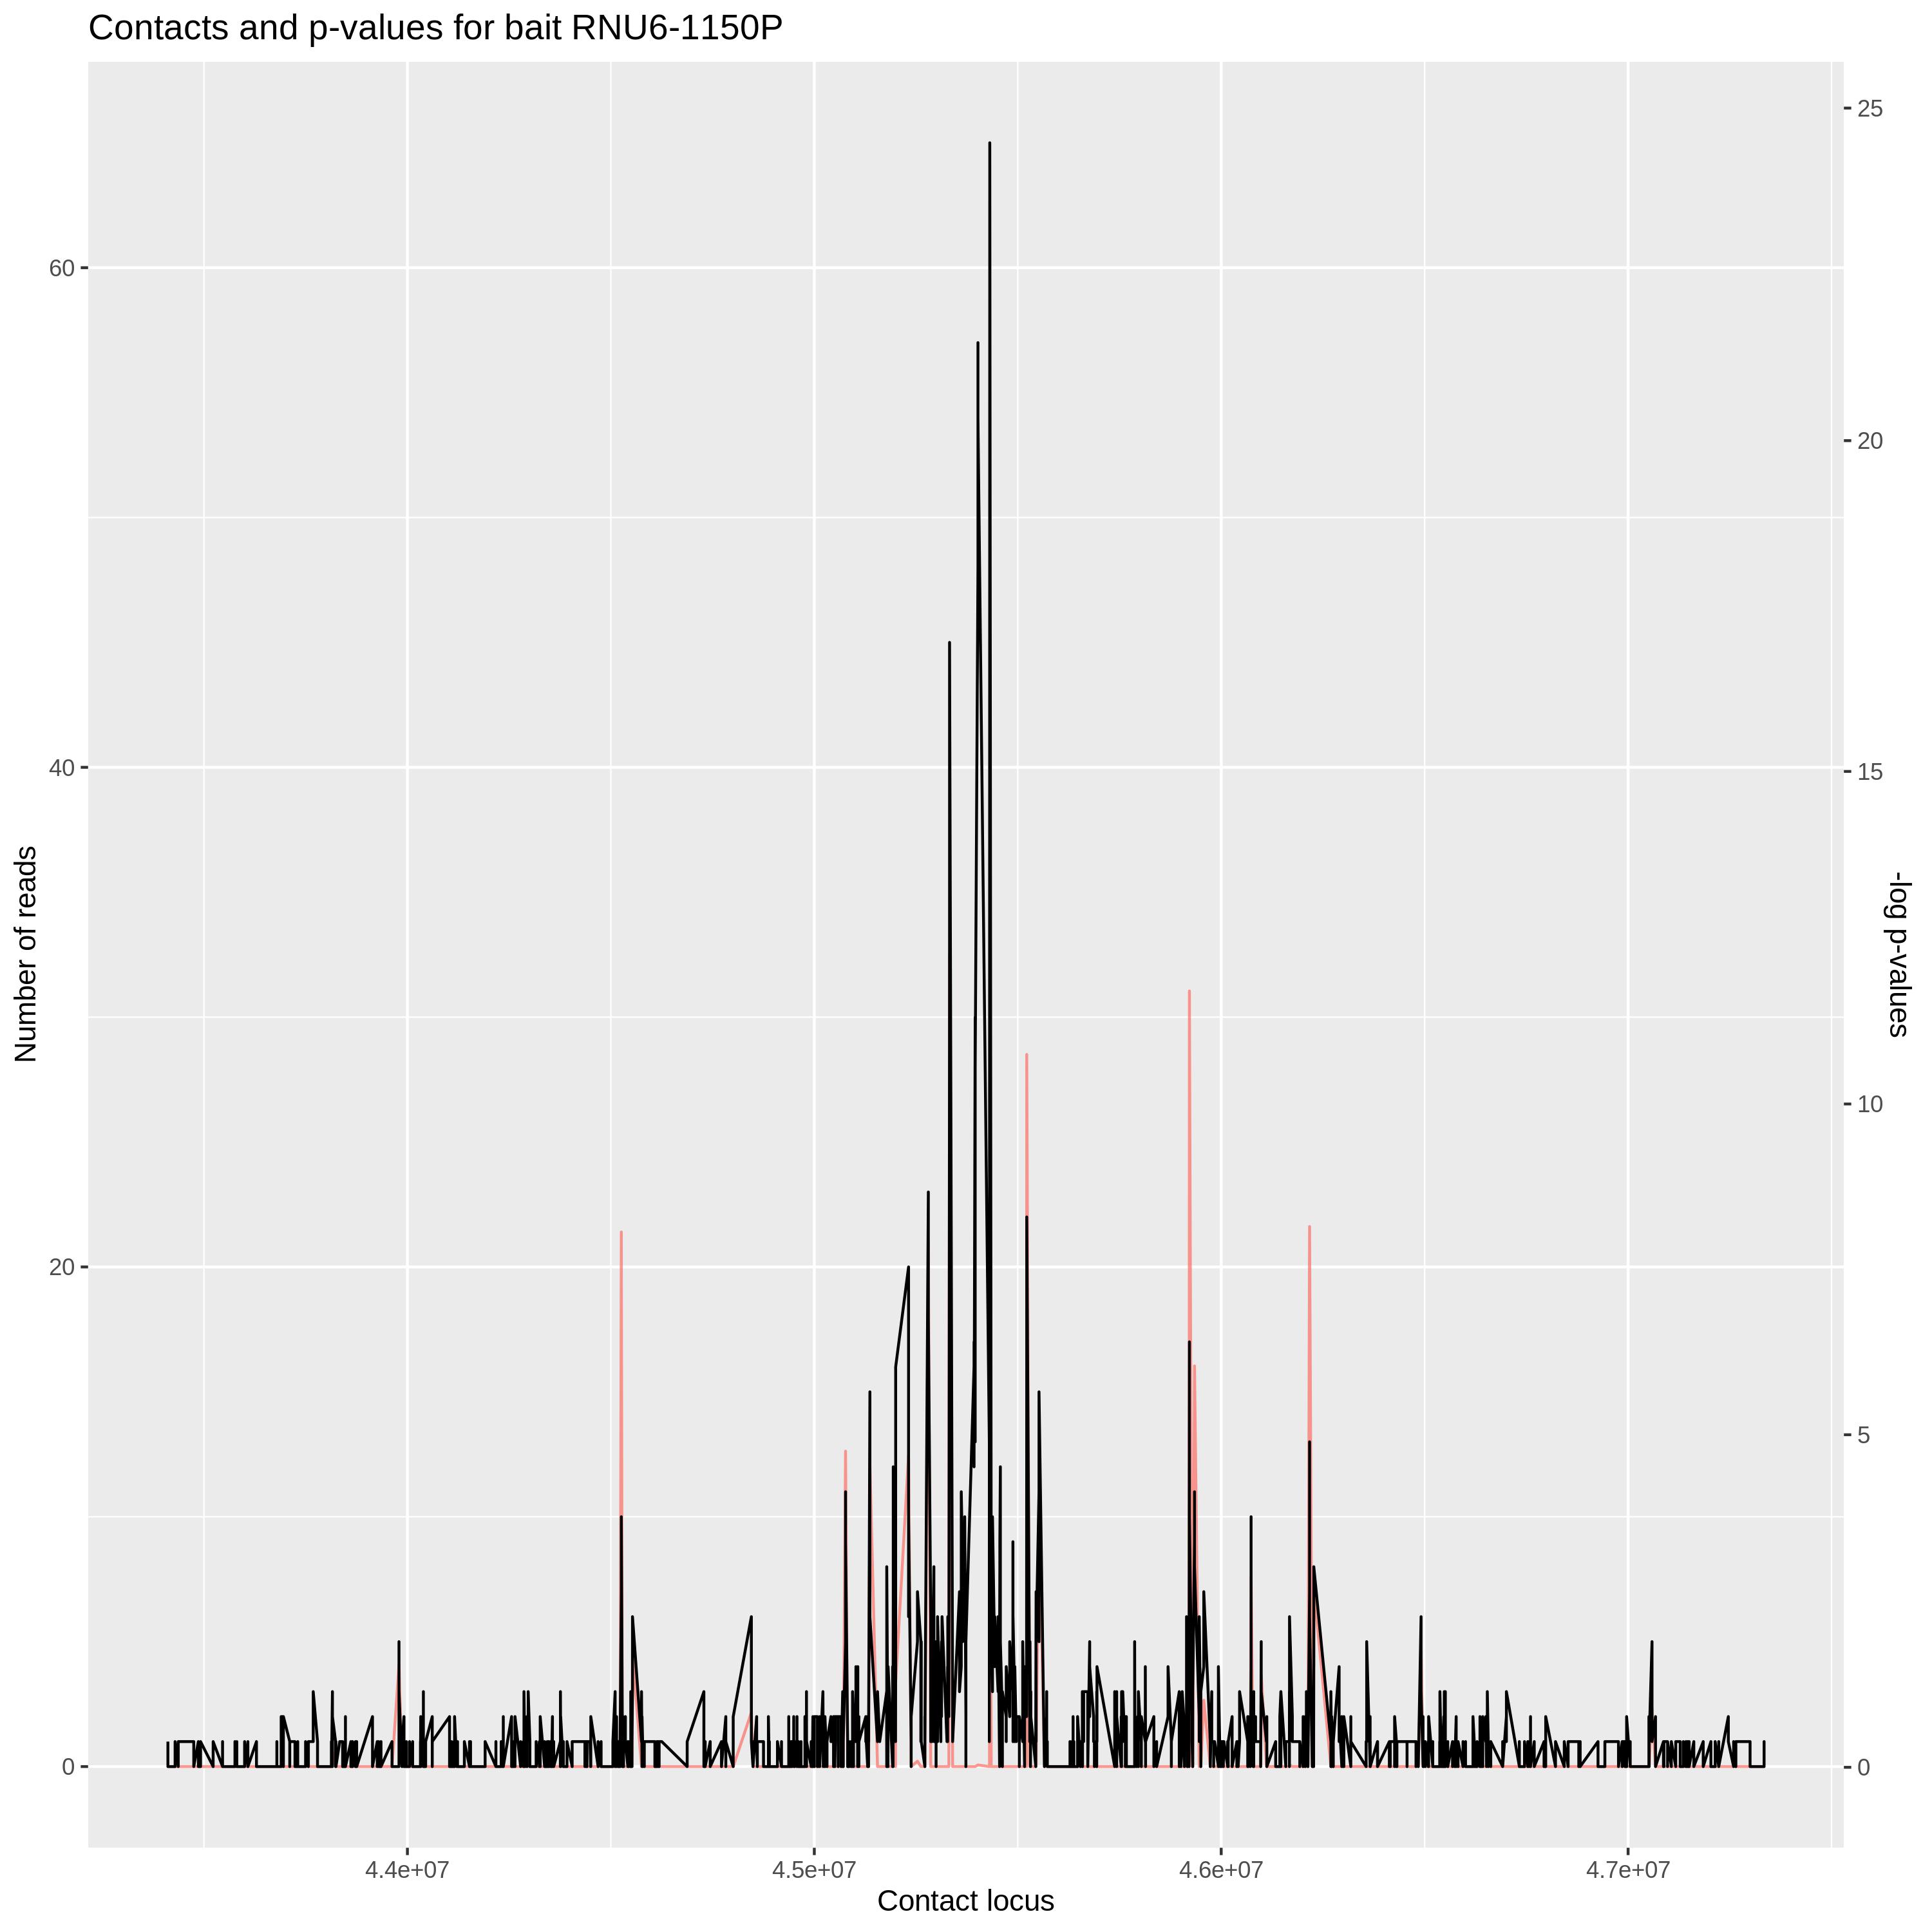 Contacts and p-values for bait RNU6-1150P
60
40
20
0
Number of reads
25
20
15
10
5
0
-log p-values
4.4e+07
4.5e+07
4.6e+07
4.7e+07
Contact locus